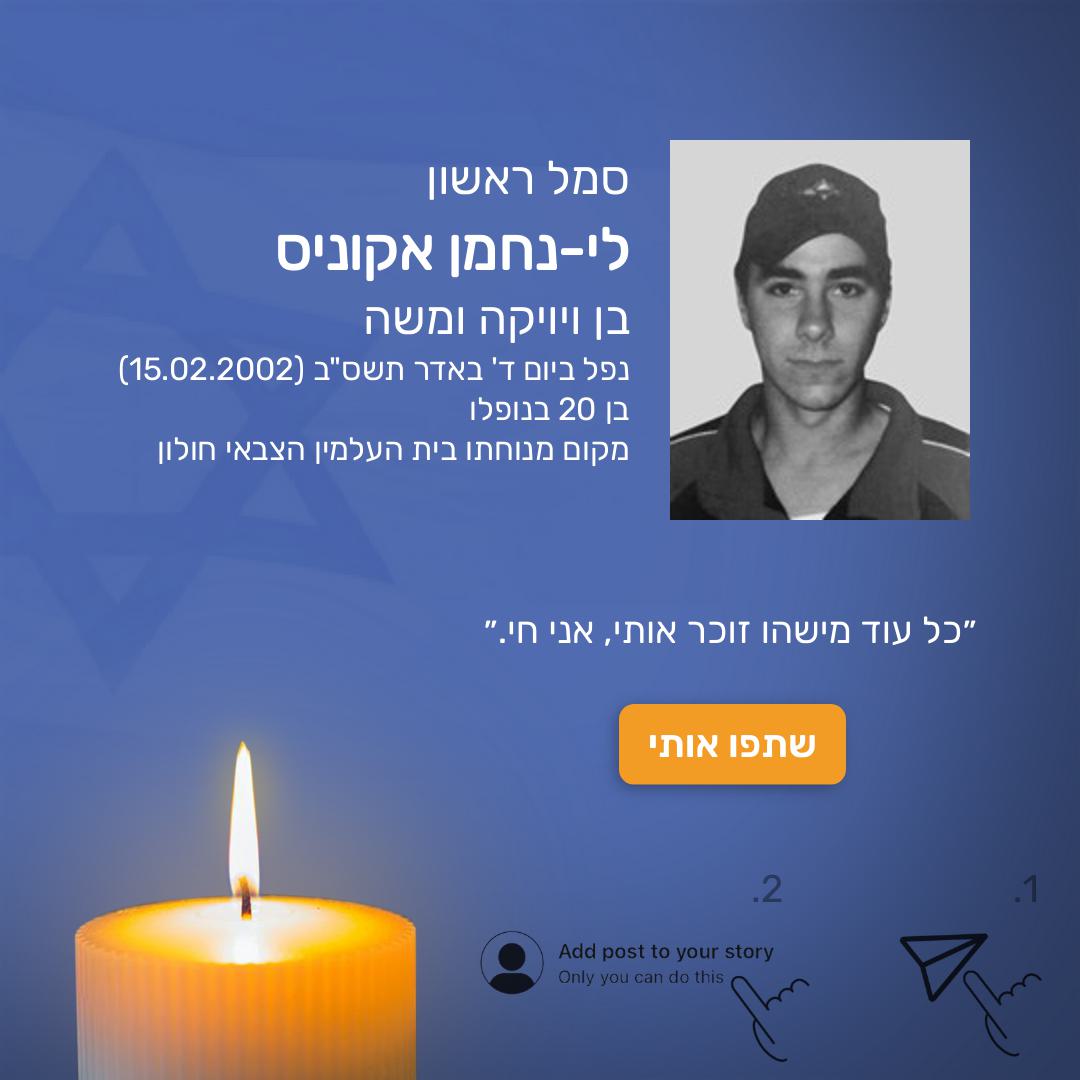 סמל ראשון
לי-נחמן אקוניס
בן ויויקה ומשה
נפל ביום ד' באדר תשס"ב (15.02.2002)
בן 20 בנופלו
מקום מנוחתו בית העלמין הצבאי חולון
״כל עוד מישהו זוכר אותי, אני חי.״
שתפו אותי
.1
.2
Add post to your story
Only you can do this